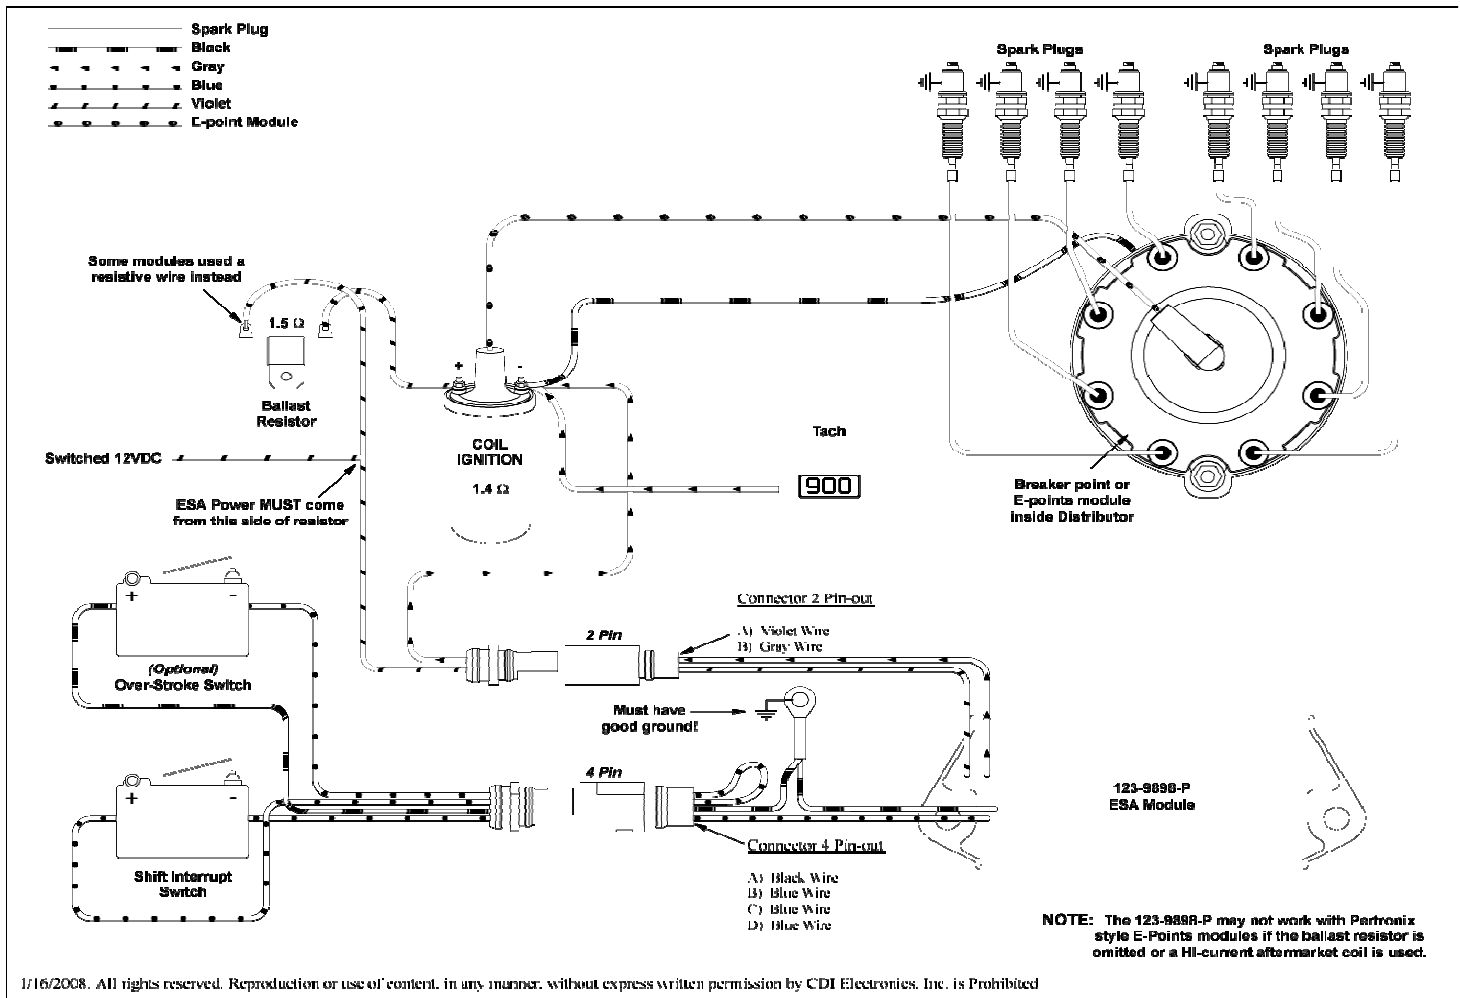 Spark Plug
Black
Gray
Blue
Violet
E-point Module
Spark Plugs
Spark Plugs
Some modules used a
resistive wire instead
1.5 Ω
Ballast
Resistor
+
-
COIL
IGNITION
1.4 Ω
Tach
900
Switched 12VDC
ESA Power MUST come
from this side of resistor
Breaker point or
E-points module
inside Distributor
+
-
(Optional)
Over-Stroke Switch
2 Pin
Connector 2 Pin-out
A) Violet Wire
B) Gray Wire
Must have
good ground!
4 Pin
+
-
Shift Interrupt
Switch
Connector 4 Pin-out
A) Black Wire
B) Blue Wire
C) Blue Wire
D) Blue Wire
123-9898-P
ESA Module
NOTE: The 123-9898-P may not work with Pertronix
style E-Points modules if the ballast resistor is
omitted or a Hi-current aftermarket coil is used.
1/16/2008. All rights reserved. Reproduction or use of content, in any manner, without express written permission by CDI Electronics, Inc. is Prohibited